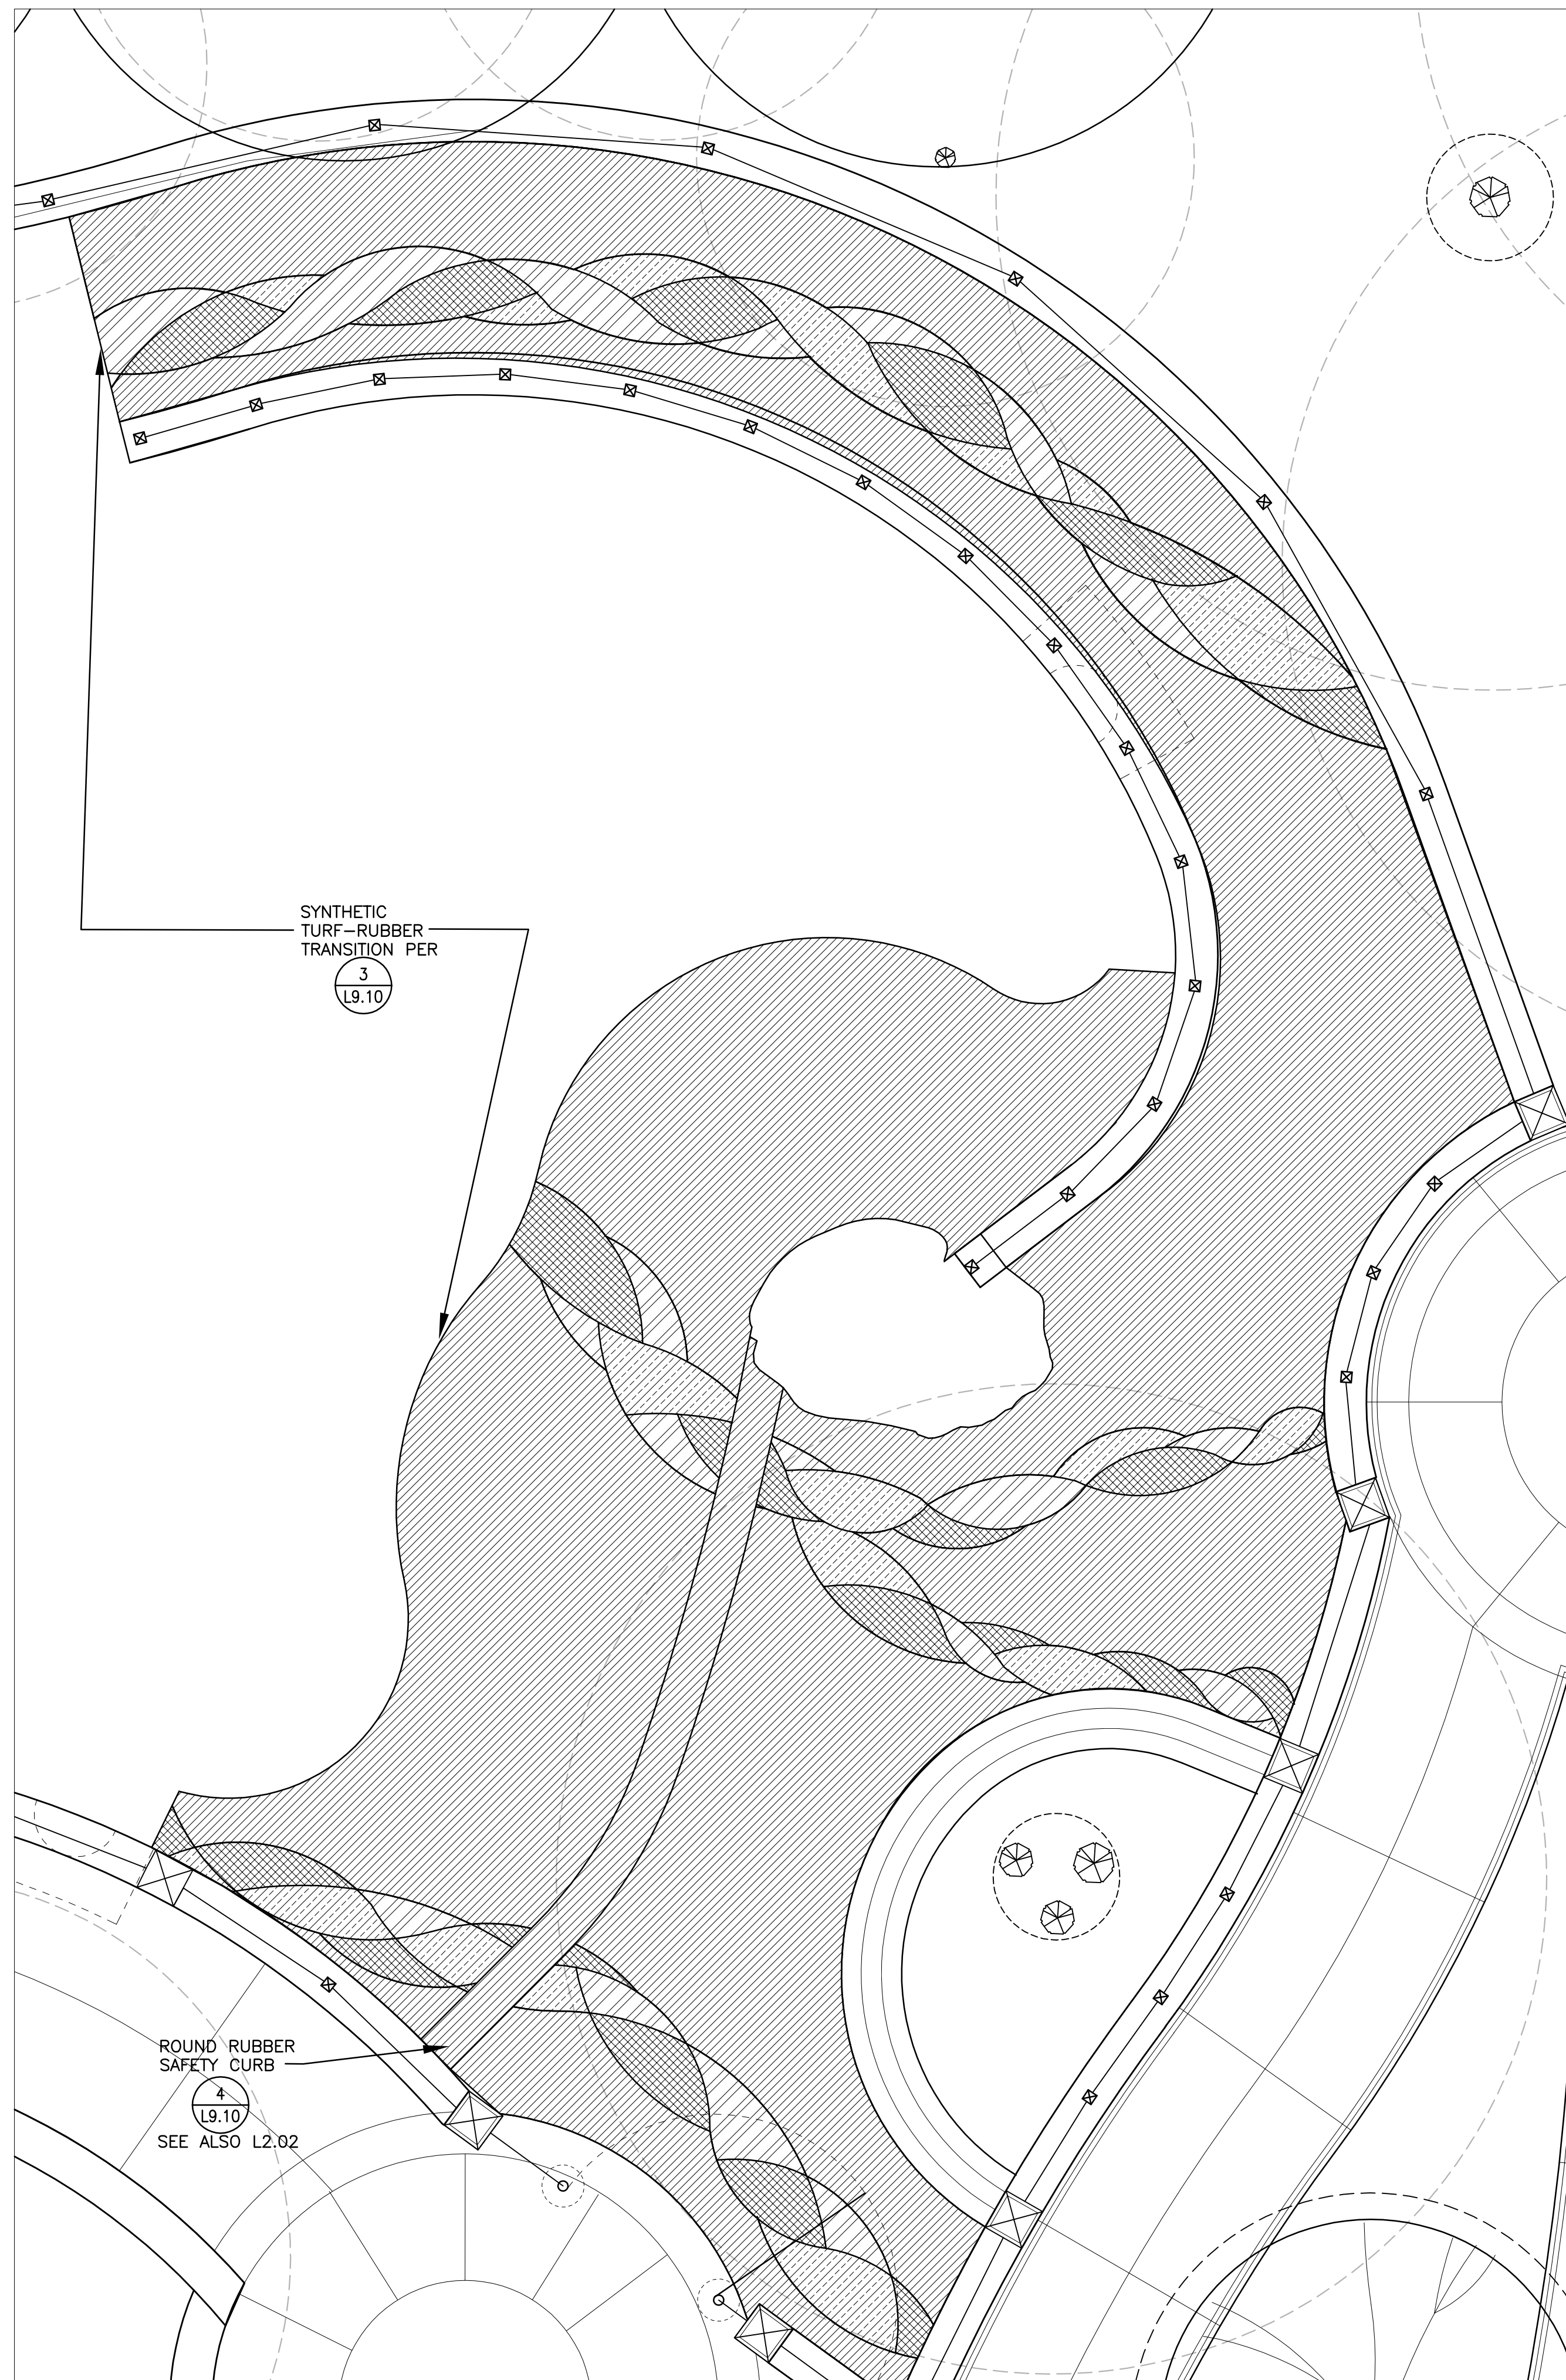 SYNTHETIC
TURF-RUBBER
TRANSITION PER
3
L9.10
ROUND RUBBER
SAFETY CURB
4
L9.10
SEE ALSO L2.02